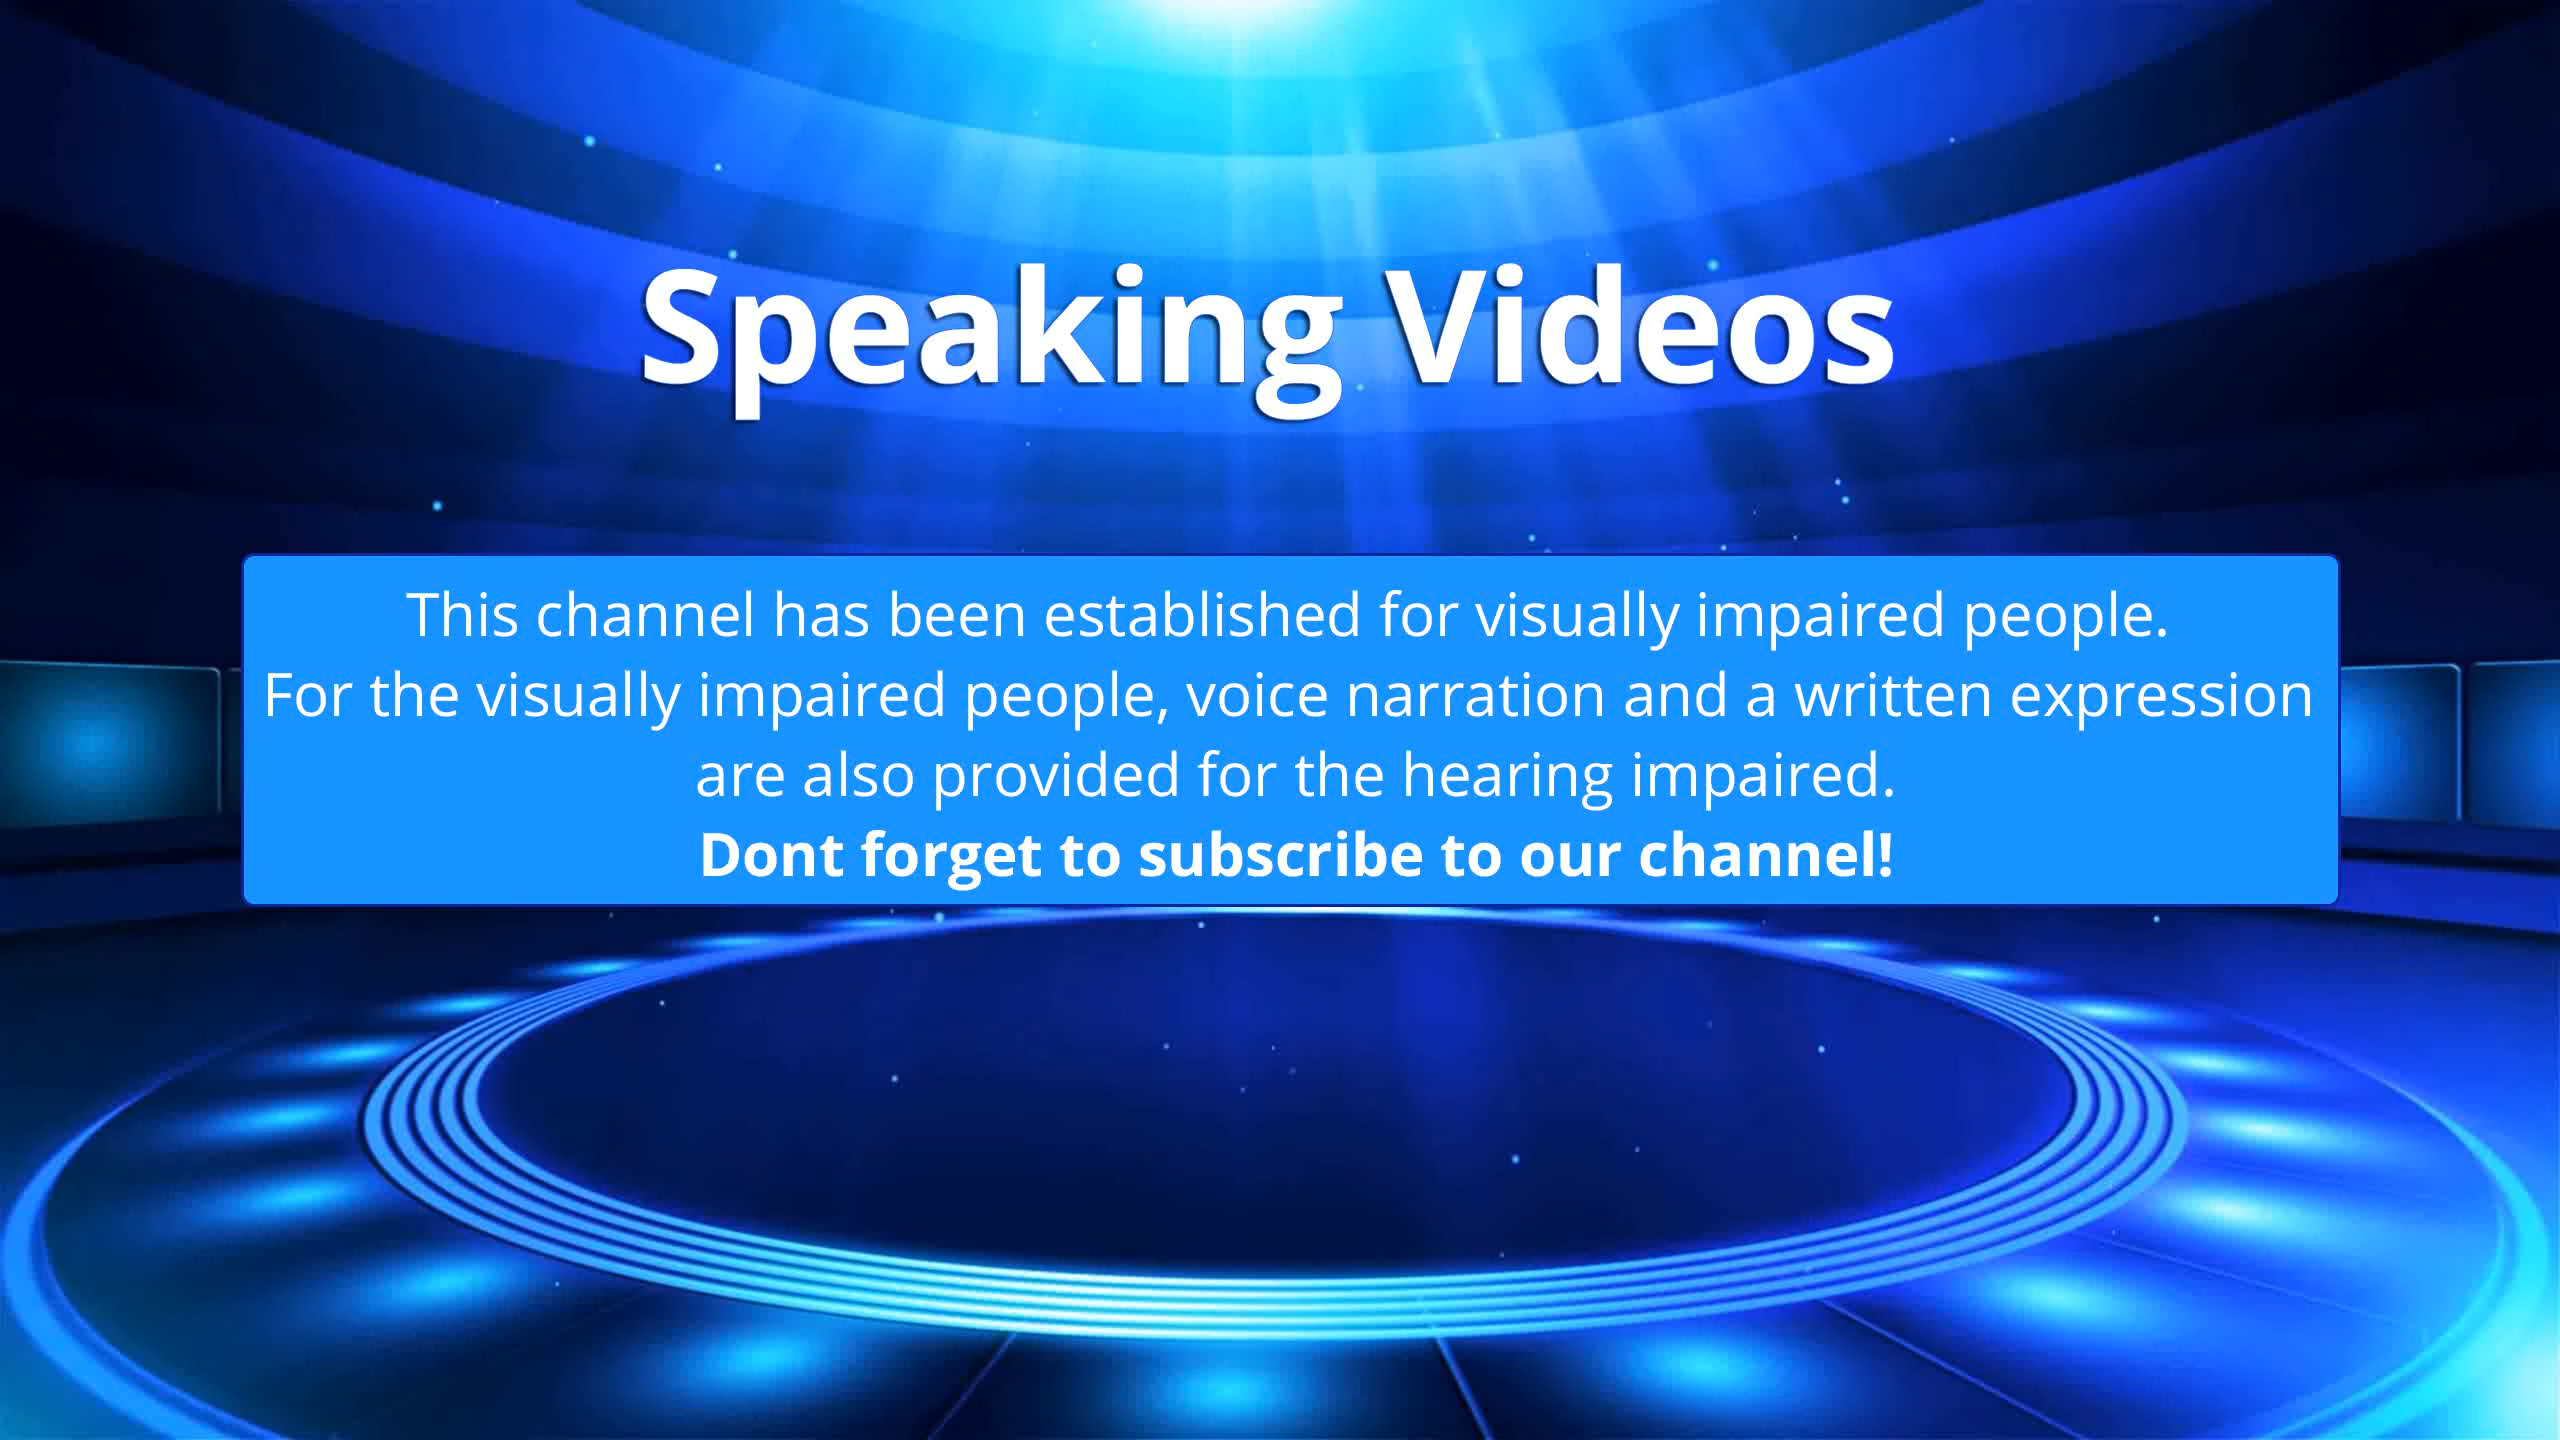 Speaking Videos
This channel has been established for visually impaired people.
For the visually impaired people, voice narration and a written expression
are also provided for the hearing impaired.
Dont forget to subscribe to our channel!